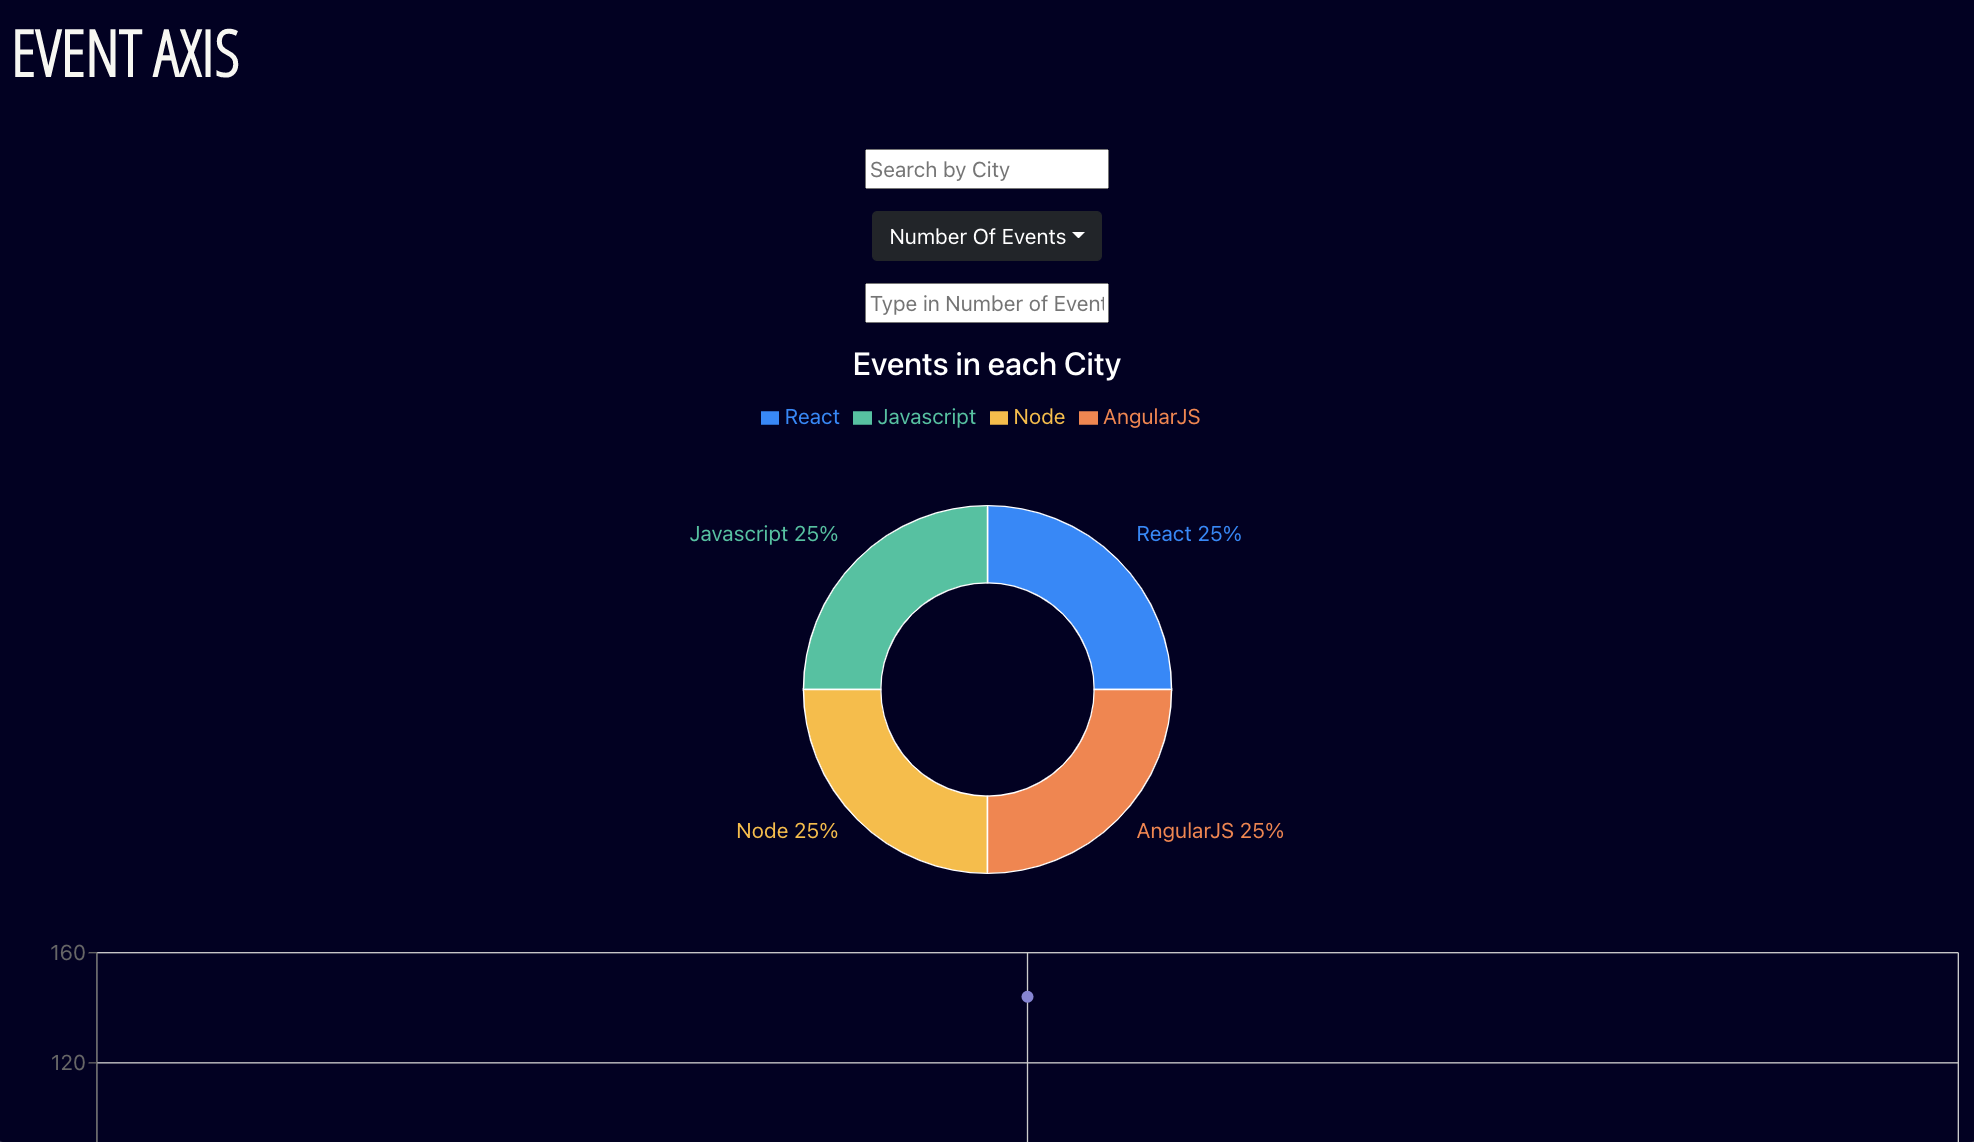 EVENT AXIS
Search by City
Number Of Events
Type in Number of Event
Events in each City
React Javascript Node AngularJS
Javascript 25% React 25%
Node 25% AngularJS 25%
160
120